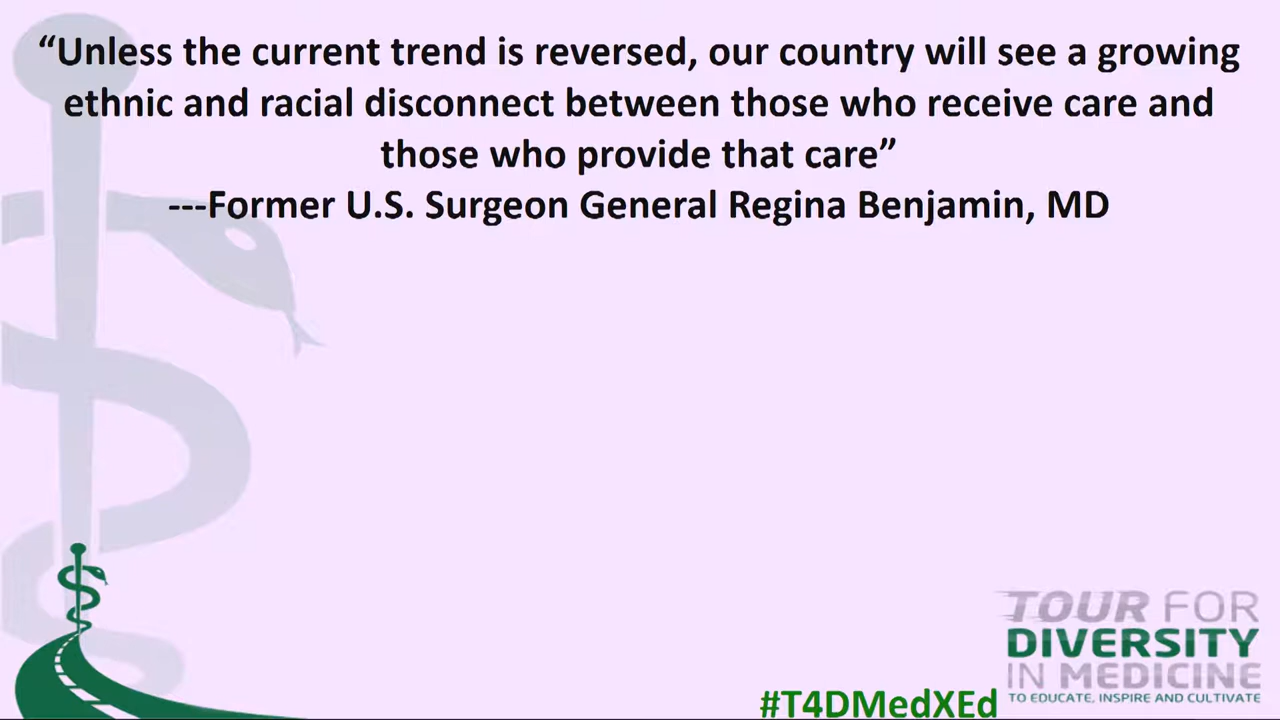 “Unless the current trend is reversed, our country will see a growing
ethnic and racial disconnect between those who receive care and
those who provide that care”
---Former U.S. Surgeon General Regina Benjamin, MD
TOUR FOR
DIVERSITY
IN MEDICINE
TO EDUCATE, INSPIRE AND CULTIVATE
#T4DMedXEd